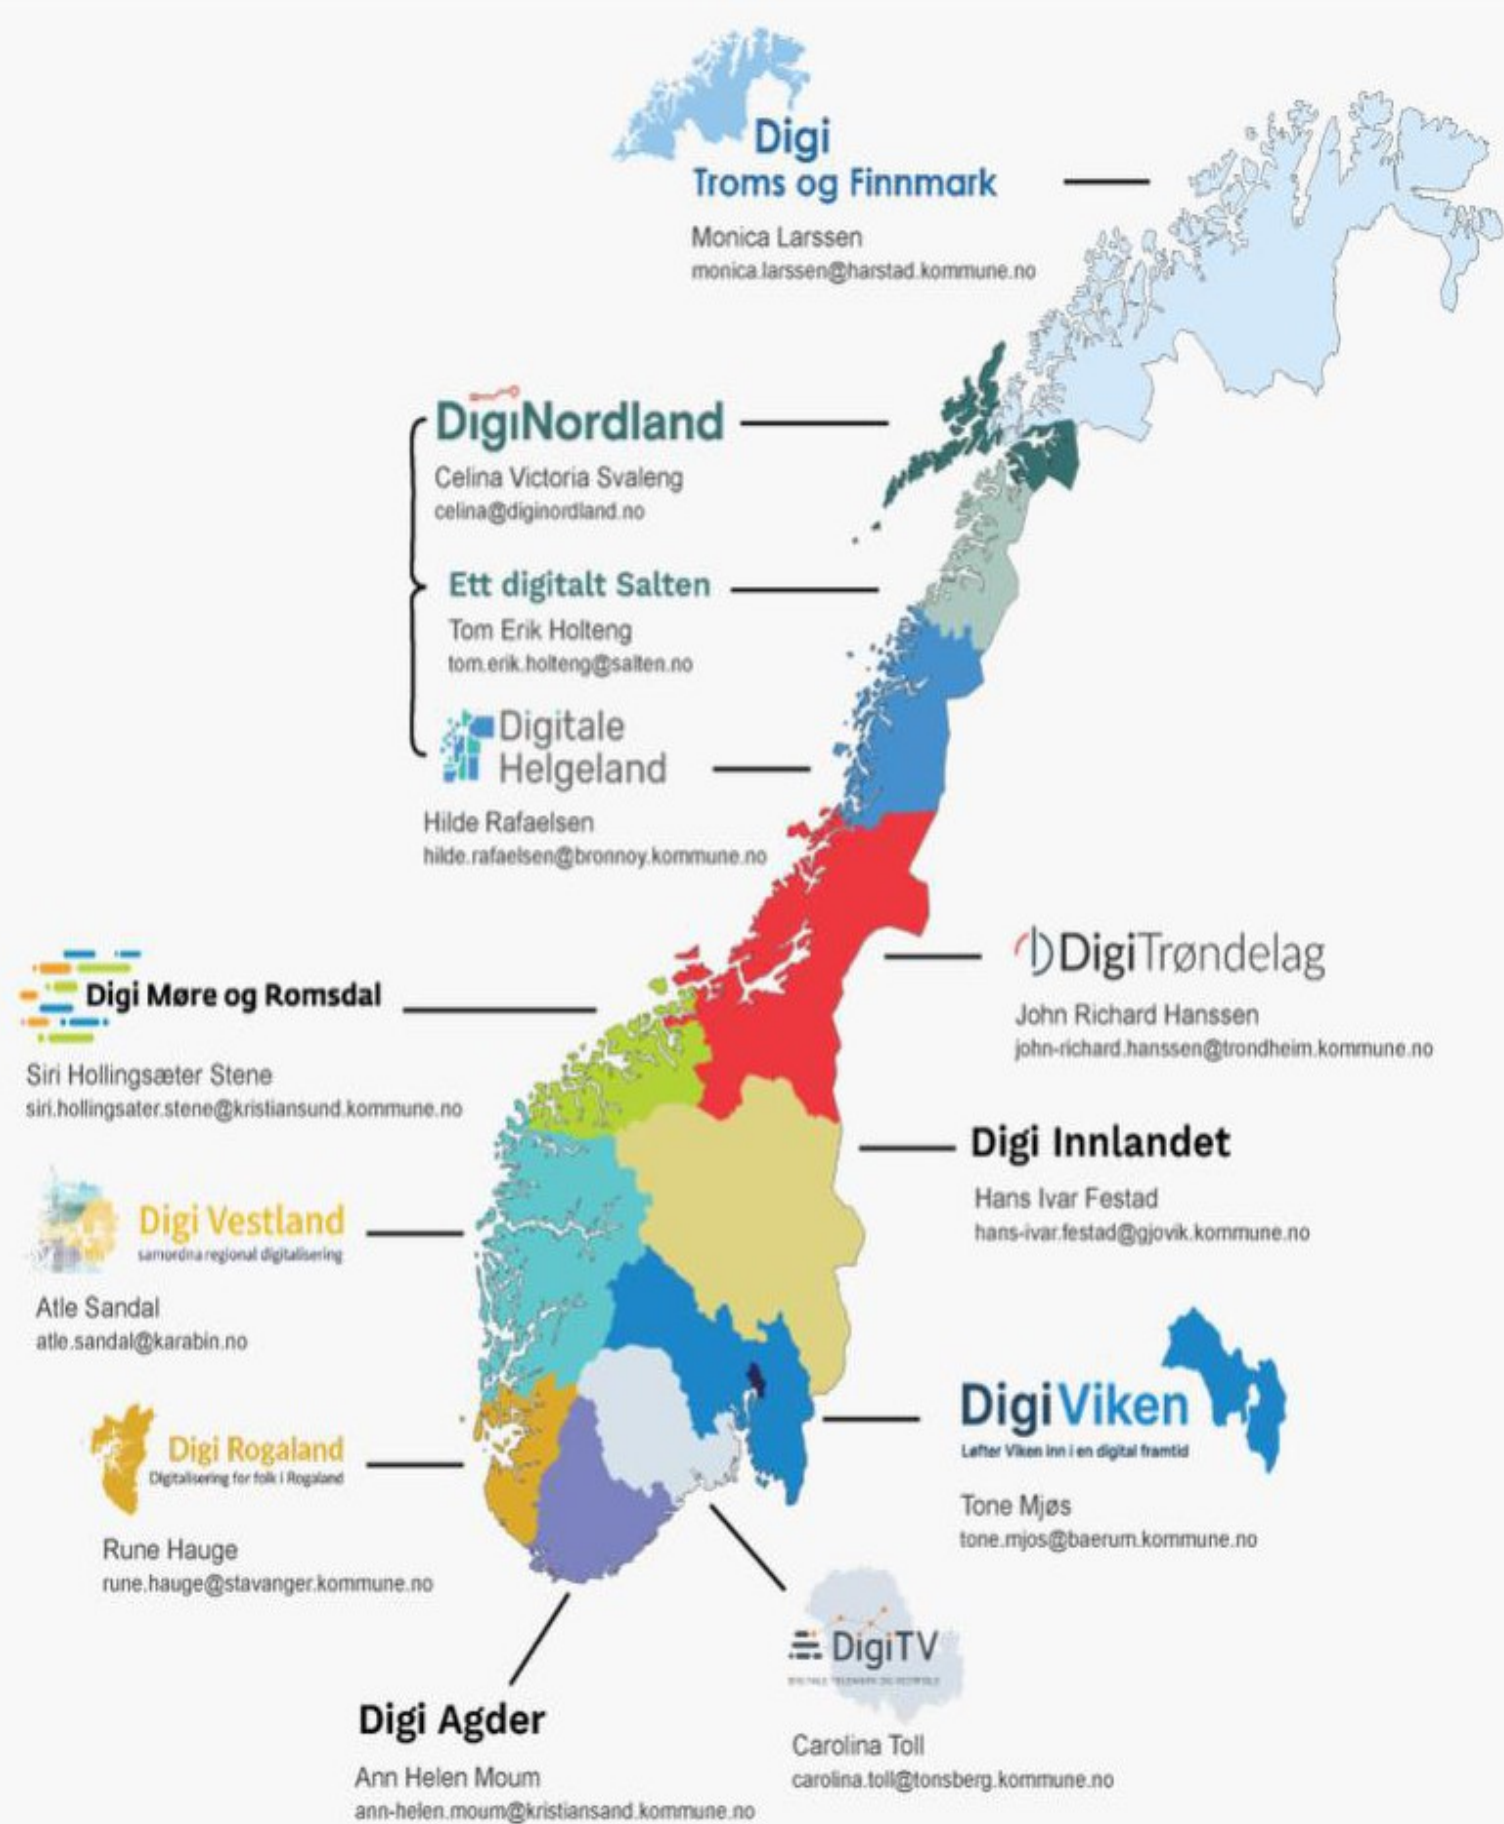 Digi
Troms og Finnmark
Monica Larssen
monica.larssen@harstad.kommune.no
DigiNordland
Celina Victoria Svaleng
celina@diginordland.no
Ett digitalt Salten
Tom Erik Holteng
tom.erik.holteng@salten.no
Digitale
Helgeland
Hilde Rafaelsen
hilde.rafaelsen@bronnoy.kommune.no
DigiTrøndelag
John Richard Hanssen
john-richard.hanssen@trondheim.kommune.no
Digi Møre og Romsdal
Siri Hollingsæter Stene
siri.hollingsater.stene@kristiansund.kommune.no
Digi Innlandet
Hans Ivar Festad
hans-ivar.festad@gjovik.kommune.no
Digi Vestland
samordna regional digitalisering
Atle Sandal
atle.sandal@karabin.no
DigiViken
Løfter Viken inn i en digital framtid
Tone Mjøs
tone.mjos@baerum.kommune.no
Digi Rogaland
Digitalisering for folk i Rogaland
Rune Hauge
rune.hauge@stavanger.kommune.no
DigiTV
Carolina Toll
carolina.toll@tonsberg.kommune.no
Digi Agder
Ann Helen Moum
ann-helen.moum@kristiansand.kommune.no